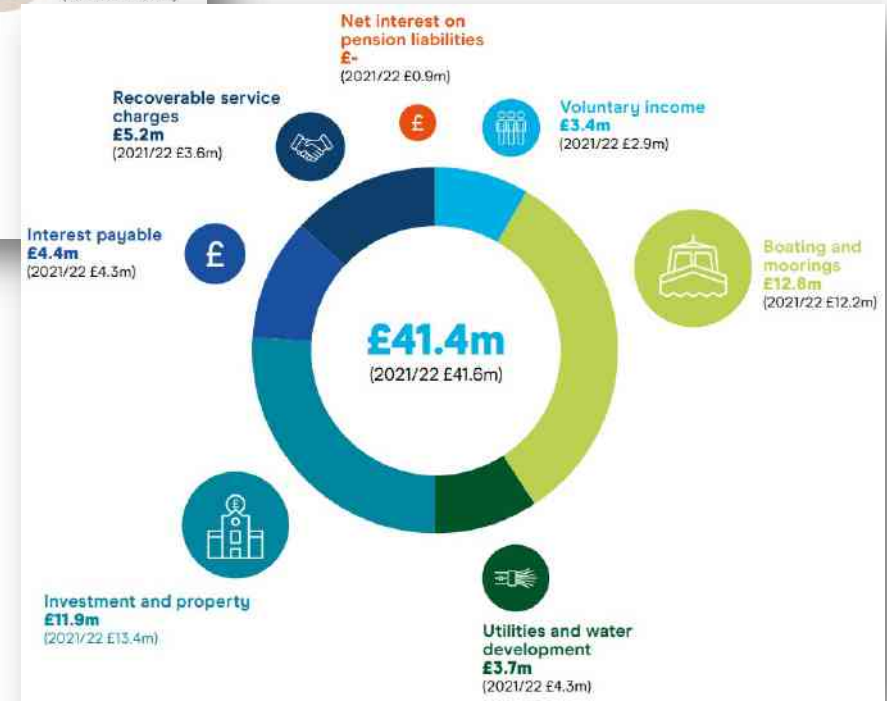 Net interest on
pension liabilities
£-
(2021/22 £0.9m)
Voluntary income
£3.4m
(2021/22 £2.9m)
Recoverable service
charges
£5.2m
(2021/22 £3.6m)
Interest payable
£4.4m
(2021/22 £4.3m)
£
£
Boating and
moorings
£12.8m
(2021/22 £12.2m)
£41.4m
(2021/22 £41.6m)
£
Investment and property
£11.9m
(2021/22 £13.4m)
Utilities and water
development
£3.7m
(2021/22 £4.3m)